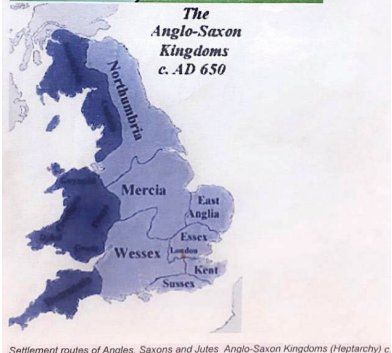 The
Anglo-Saxon
Kingdoms
c. AD 650
Northumbria
Mercia
East
Anglia
Essex
London
Wessex
Kent
Sussex
Settlement routes of Angles, Saxons and Jutes Anglo-Saxon Kingdoms (Heptarchy) c.